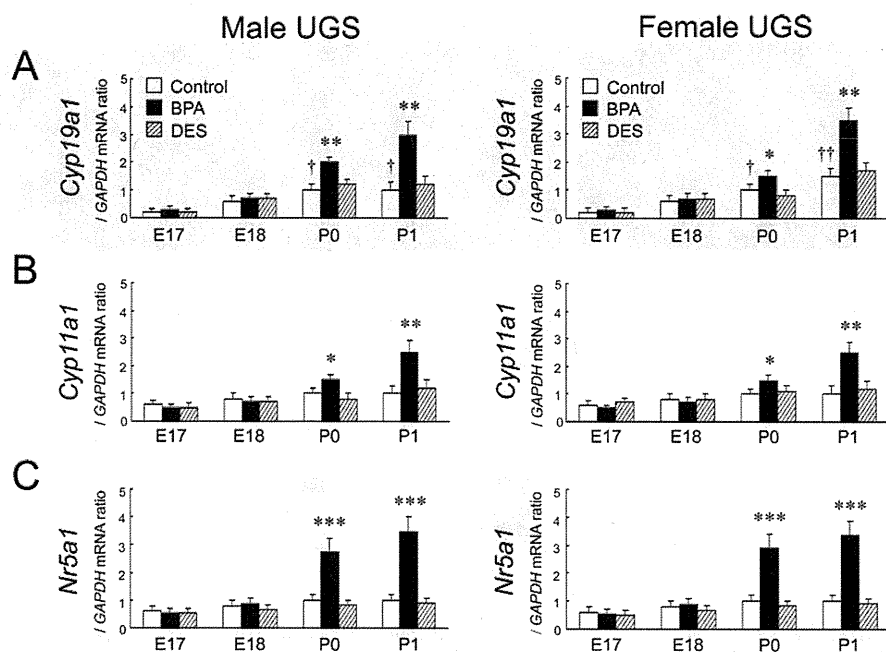 Male UGS
Female UGS
A
Cyp19a1
/ GAPDH mRNA ratio
5
4
3
2
1
0
Control
BPA
DES
†
**
†
**
E17 E18 P0 P1
Cyp19a1
/ GAPDH mRNA ratio
5
4
3
2
1
0
Control
BPA
DES
†
*
††
**
E17 E18 P0 P1
B
Cyp11a1
/ GAPDH mRNA ratio
5
4
3
2
1
0
*
**
E17 E18 P0 P1
Cyp11a1
/ GAPDH mRNA ratio
5
4
3
2
1
0
*
**
E17 E18 P0 P1
C
Nr5a1
/ GAPDH mRNA ratio
5
4
3
2
1
0
***
***
E17 E18 P0 P1
Nr5a1
/ GAPDH mRNA ratio
5
4
3
2
1
0
***
***
E17 E18 P0 P1